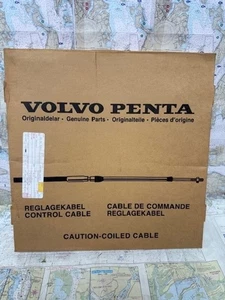 VOLVO PENTA
Originaldelar · Genuine Parts · Originalteile · Pièces d'origine
REGLAGEKABEL
CONTROL CABLE
CABLE DE COMMANDE
REGLAGEKABEL
CAUTION-COILED CABLE